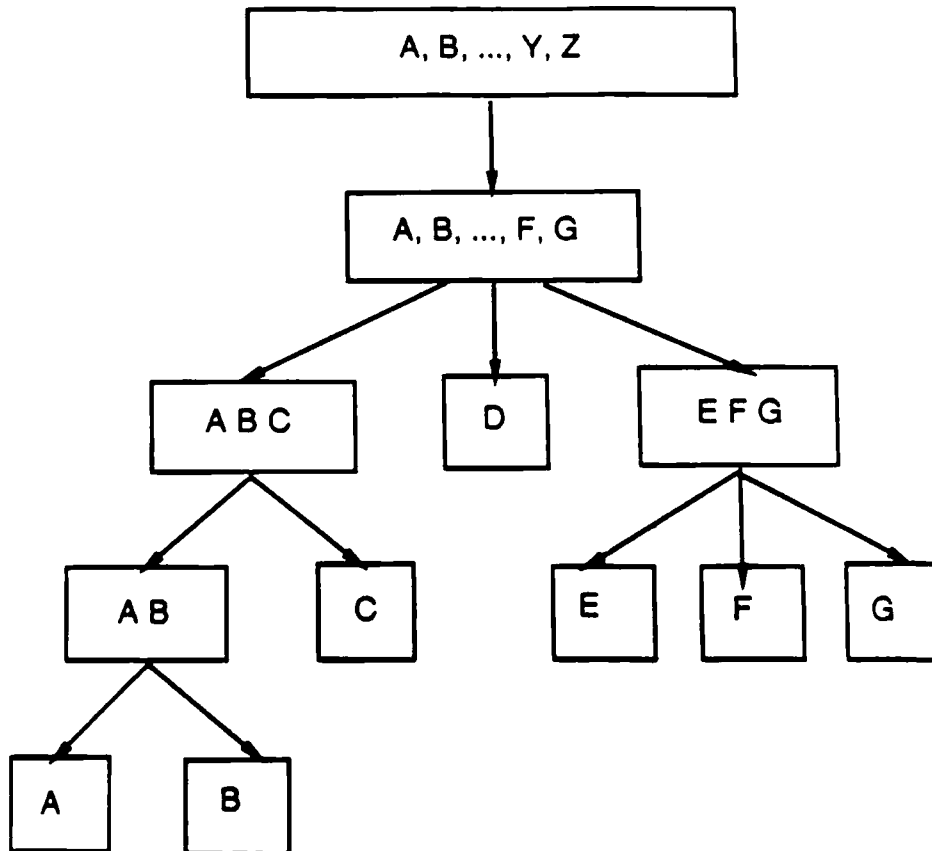 A, B, ..., Y, Z
A, B, ..., F, G
A B C
D
E F G
A B
C
E
F
G
A
B